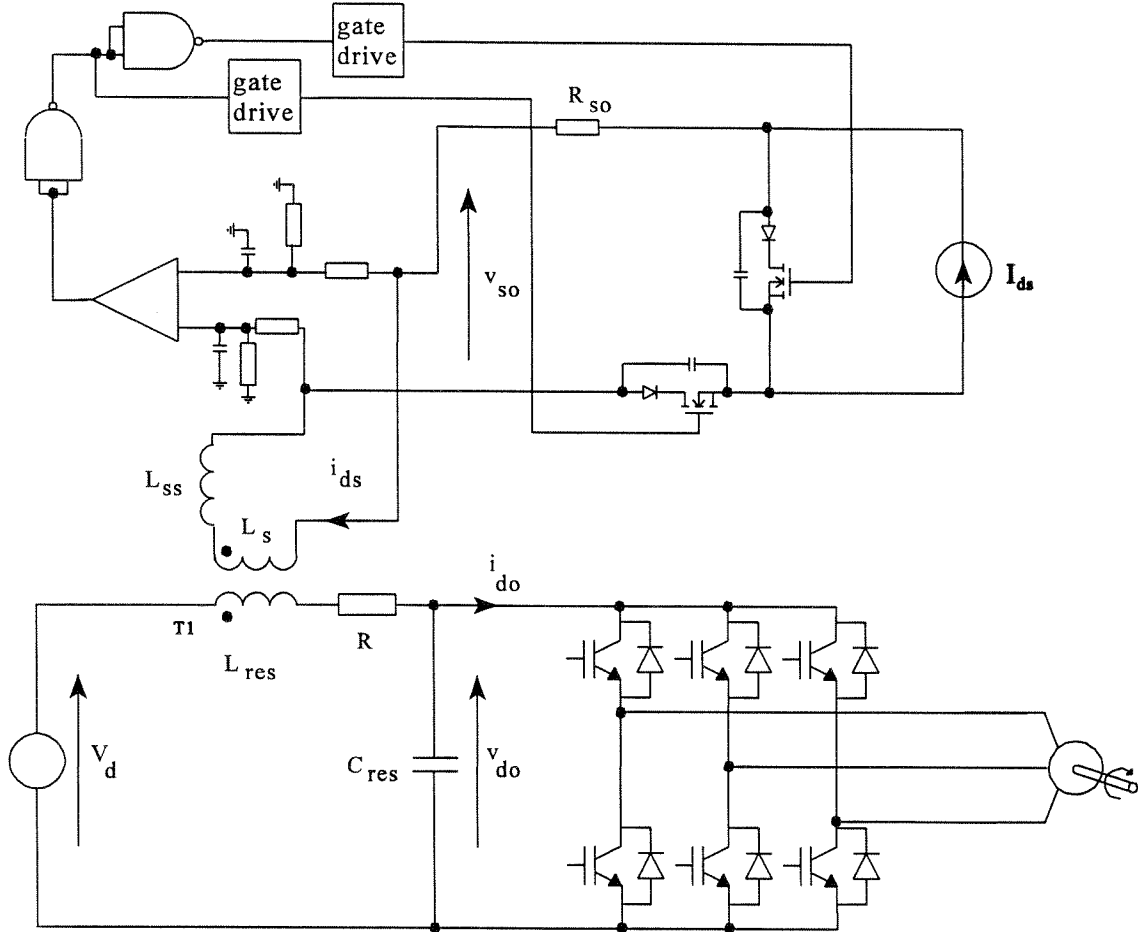 gate
drive
gate
drive
R so
v so
I ds
L ss
i ds
L s
i do
T1
R
L res
V d
C res
v do